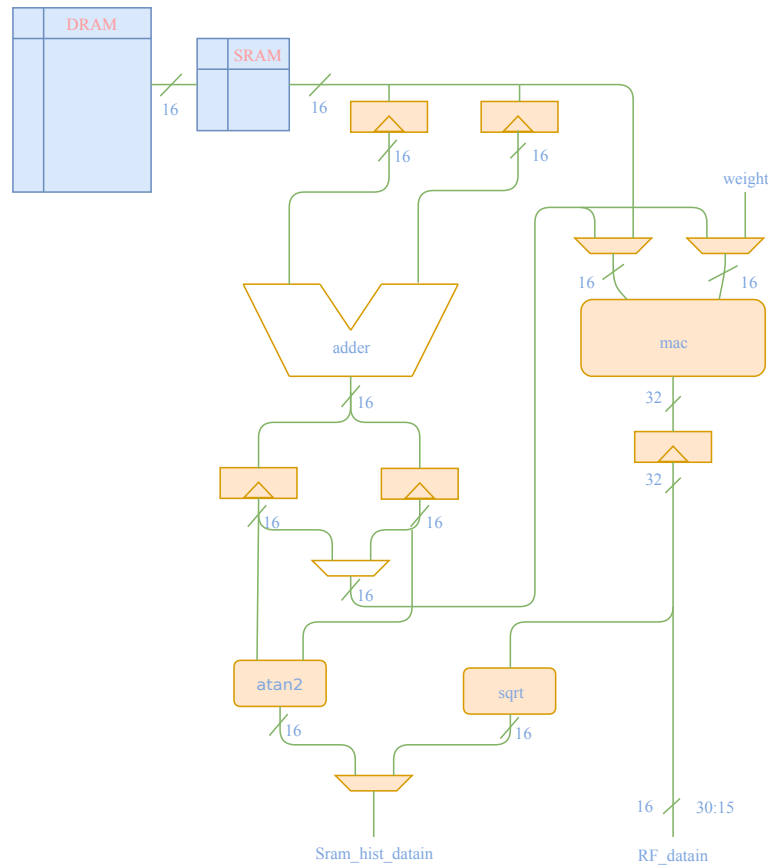 DRAM
SRAM
16
16
16
16
weight
16
16
adder
mac
16
32
32
16
16
16
atan2
sqrt
16
16
16
30:15
Sram_hist_datain
RF_datain